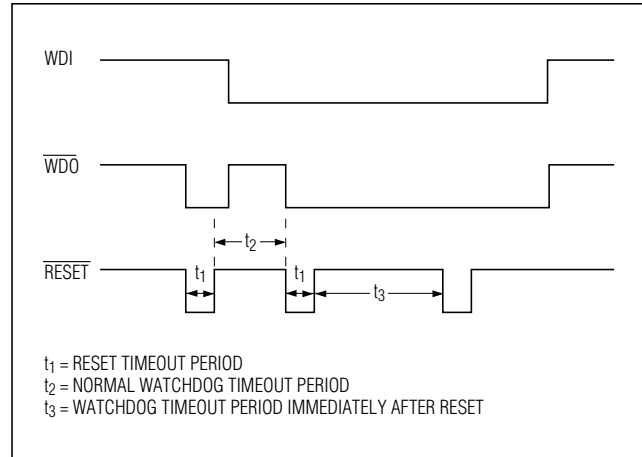 WDI
WDO
t2
RESET
t1
t1
t3
t1 = RESET TIMEOUT PERIOD
t2 = NORMAL WATCHDOG TIMEOUT PERIOD
t3 = WATCHDOG TIMEOUT PERIOD IMMEDIATELY AFTER RESET